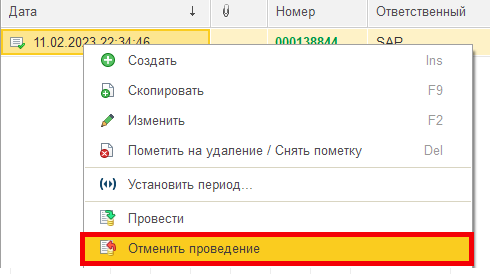 Дата ↓ Номер Ответственный
11.02.2023 22:34:46 000138844 SAP
Создать Ins
Скопировать F9
Изменить F2
Пометить на удаление / Снять пометку Del
Установить период...
Провести
Отменить проведение